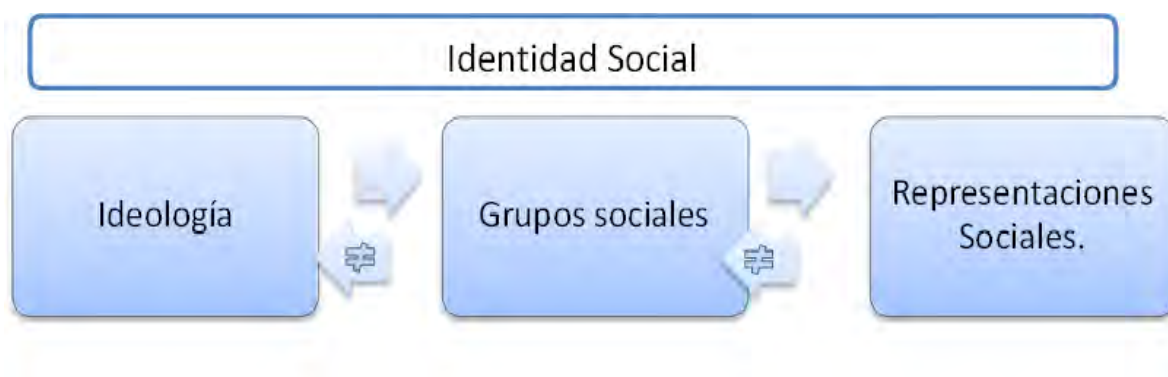 Identidad Social
Ideología
≠
Grupos sociales
≠
Representaciones
Sociales.